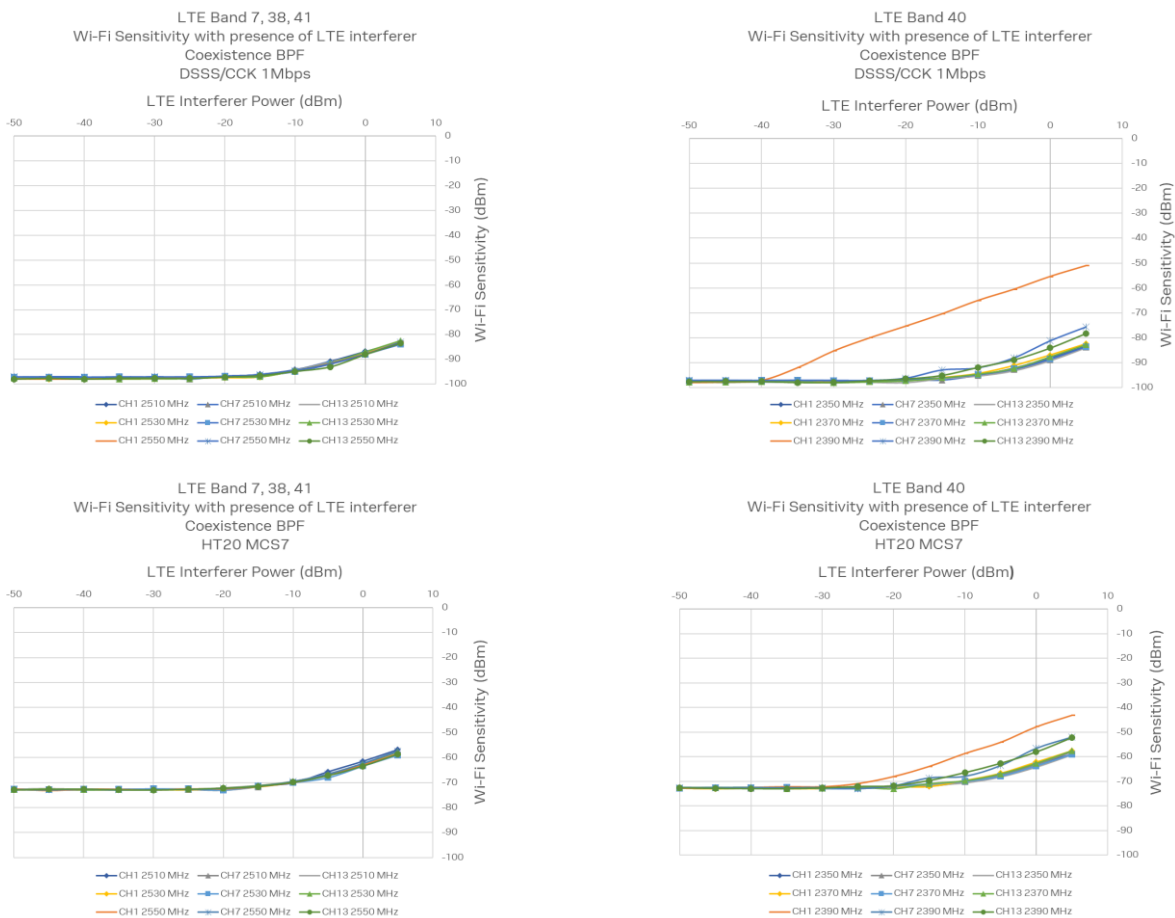 LTE Band 7, 38, 41
Wi-Fi Sensitivity with presence of LTE interferer
Coexistence BPF
DSSS/CCK 1Mbps
LTE Interferer Power (dBm)
-50 -40 -30 -20 -10 0 10
0
-10
-20
-30
-40
-50
-60
-70
-80
-90
-100
Wi-Fi Sensitivity (dBm)
CH1 2510 MHz CH7 2510 MHz CH13 2510 MHz
CH1 2530 MHz CH7 2530 MHz CH13 2530 MHz
CH1 2550 MHz CH7 2550 MHz CH13 2550 MHz
LTE Band 40
Wi-Fi Sensitivity with presence of LTE interferer
Coexistence BPF
DSSS/CCK 1Mbps
LTE Interferer Power (dBm)
-50 -40 -30 -20 -10 0 10
0
-10
-20
-30
-40
-50
-60
-70
-80
-90
-100
Wi-Fi Sensitivity (dBm)
CH1 2350 MHz CH7 2350 MHz CH13 2350 MHz
CH1 2370 MHz CH7 2370 MHz CH13 2370 MHz
CH1 2390 MHz CH7 2390 MHz CH13 2390 MHz
LTE Band 7, 38, 41
Wi-Fi Sensitivity with presence of LTE interferer
Coexistence BPF
HT20 MCS7
LTE Interferer Power (dBm)
-50 -40 -30 -20 -10 0 10
0
-10
-20
-30
-40
-50
-60
-70
-80
-90
-100
Wi-Fi Sensitivity (dBm)
CH1 2510 MHz CH7 2510 MHz CH13 2510 MHz
CH1 2530 MHz CH7 2530 MHz CH13 2530 MHz
CH1 2550 MHz CH7 2550 MHz CH13 2550 MHz
LTE Band 40
Wi-Fi Sensitivity with presence of LTE interferer
Coexistence BPF
HT20 MCS7
LTE Interferer Power (dBm)
-50 -40 -30 -20 -10 0 10
0
-10
-20
-30
-40
-50
-60
-70
-80
-90
-100
Wi-Fi Sensitivity (dBm)
CH1 2350 MHz CH7 2350 MHz CH13 2350 MHz
CH1 2370 MHz CH7 2370 MHz CH13 2370 MHz
CH1 2390 MHz CH7 2390 MHz CH13 2390 MHz